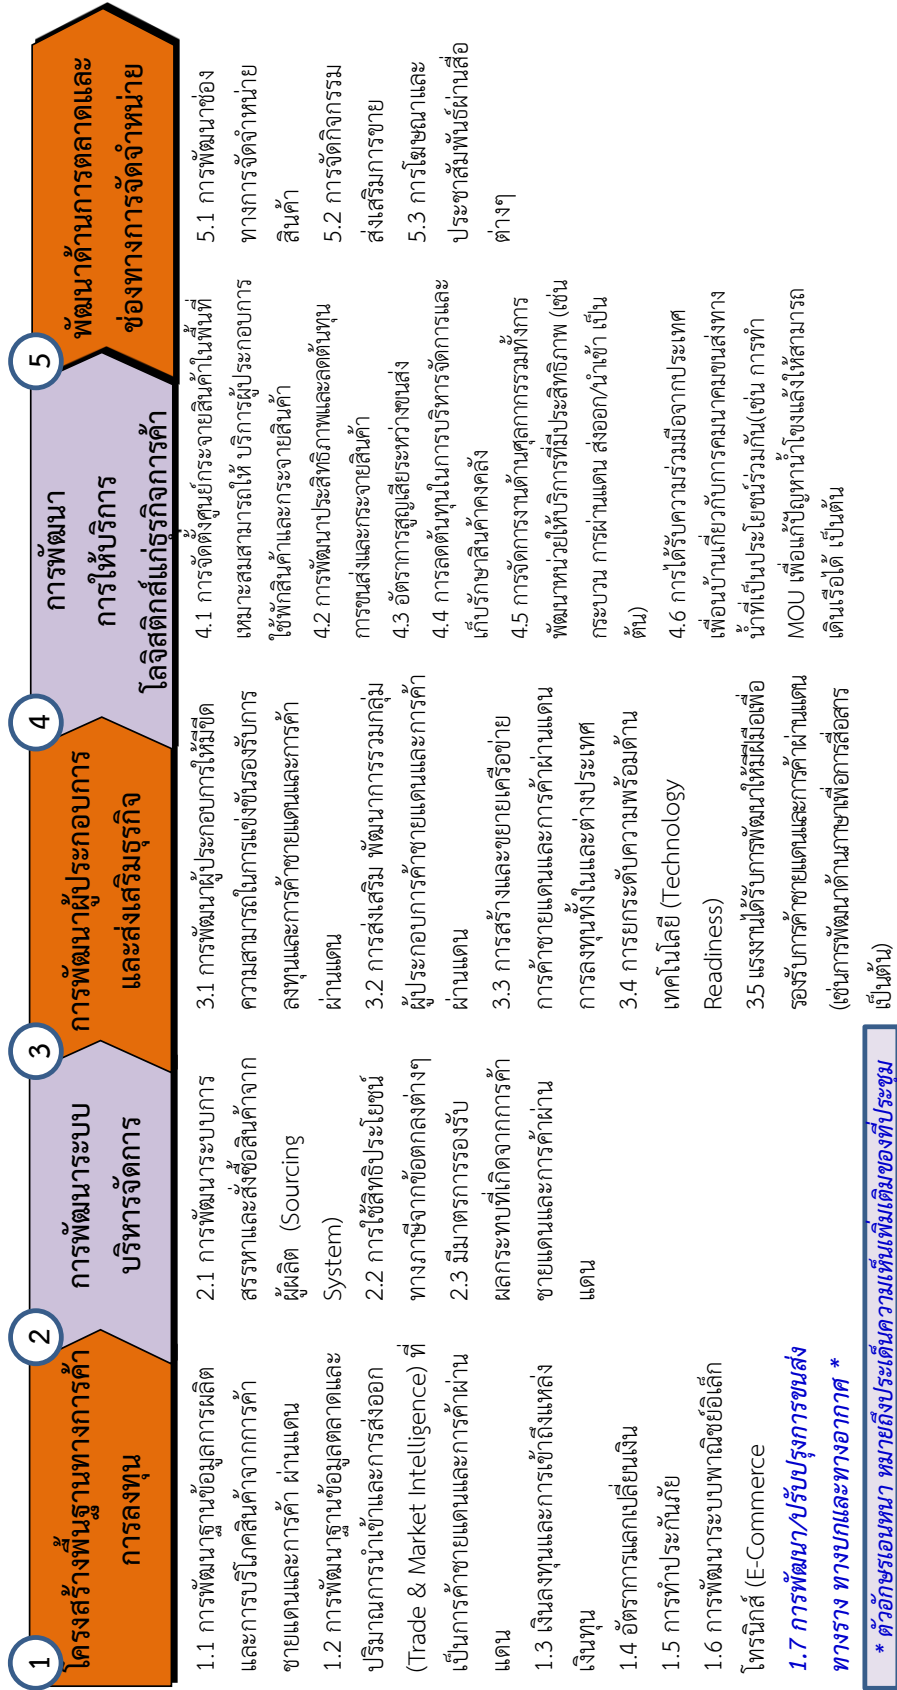 1
โครงสร้างพื้นฐานทางการค้า
การลงทุน
1.1 การพัฒนาฐานข้อมูลการผลิต
และการบริโภคสินค้าจากการค้า
ชายแดนและการค้า ผ่านแดน
1.2 การพัฒนาฐานข้อมูลตลาดและ
ปริมาณการนำเข้าและการส่งออก
(Trade & Market Intelligence) ที่
เป็นการค้าชายแดนและการค้าผ่าน
แดน
1.3 เงินลงทุนและการเข้าถึงแหล่ง
เงินทุน
1.4 อัตราการแลกเปลี่ยนเงิน
1.5 การทำประกันภัย
1.6 การพัฒนาระบบพาณิชย์อิเล็ก
โทรนิกส์ (E-Commerce
1.7 การพัฒนา/ปรับปรุงการขนส่ง
ทางราง ทางบกและทางอากาศ *
2
การพัฒนาระบบ
บริหารจัดการ
2.1 การพัฒนาระบบการ
สรรหาและสั่งซื้อสินค้าจาก
ผู้ผลิต (Sourcing
System)
2.2 การใช้สิทธิประโยชน์
ทางภาษีจากข้อตกลงต่างๆ
2.3 มีมาตรการรองรับ
ผลกระทบที่เกิดจากการค้า
ชายแดนและการค้าผ่าน
แดน
3
การพัฒนาผู้ประกอบการ
และส่งเสริมธุรกิจ
3.1 การพัฒนาผู้ประกอบการให้มีขีด
ความสามารถในการแข่งขันรองรับการ
ลงทุนและการค้าชายแดนและการค้า
ผ่านแดน
3.2 การส่งเสริม พัฒนาการรวมกลุ่ม
ผู้ประกอบการค้าชายแดนและการค้า
ผ่านแดน
3.3 การสร้างและขยายเครือข่าย
การค้าชายแดนและการค้าผ่านแดน
การลงทุนทั้งในและต่างประเทศ
3.4 การยกระดับความพร้อมด้าน
เทคโนโลยี (Technology
Readiness)
3.5 แรงงานได้รับการพัฒนาให้มีฝีมือเพื่อ
รองรับการค้าชายแดนและการค้าผ่านแดน
(เช่นการพัฒนาด้านภาษาเพื่อการสื่อสาร
เป็นต้น)
4
การพัฒนา
การให้บริการ
โลจิสติกส์แก่ธุรกิจการค้า
4.1 การจัดตั้งศูนย์กระจายสินค้าในพื้นที่
เหมาะสมสามารถให้ บริการผู้ประกอบการ
ใช้พักสินค้าและกระจายสินค้า
4.2 การพัฒนาประสิทธิภาพและลดต้นทุน
การขนส่งและกระจายสินค้า
4.3 อัตราการสูญเสียระหว่างขนส่ง
4.4 การลดต้นทุนในการบริหารจัดการและ
เก็บรักษาสินค้าคงคลัง
4.5 การจัดการงานด้านศุลกากรรวมทั้งการ
พัฒนาหน่วยให้บริการที่มีประสิทธิภาพ (เช่น
กระบวน การผ่านแดน ส่งออก/นำเข้า เป็น
ต้น)
4.6 การได้รับความร่วมมือจากประเทศ
เพื่อนบ้านเกี่ยวกับการคมนาคมขนส่งทาง
น้ำที่เป็นประโยชน์ร่วมกัน(เช่น การทำ
MOU เพื่อแก้ปัญหาน้ำโขงแล้งให้สามารถ
เดินเรือได้ เป็นต้น
5
พัฒนาด้านการตลาดและ
ช่องทางการจัดจำหน่าย
5.1 การพัฒนาช่อง
ทางการจัดจำหน่าย
สินค้า
5.2 การจัดกิจกรรม
ส่งเสริมการขาย
5.3 การโฆษณาและ
ประชาสัมพันธ์ผ่านสื่อ
ต่างๆ
* ตัวอักษรเอนหนา หมายถึงประเด็นความเห็นเพิ่มเติมของที่ประชุม